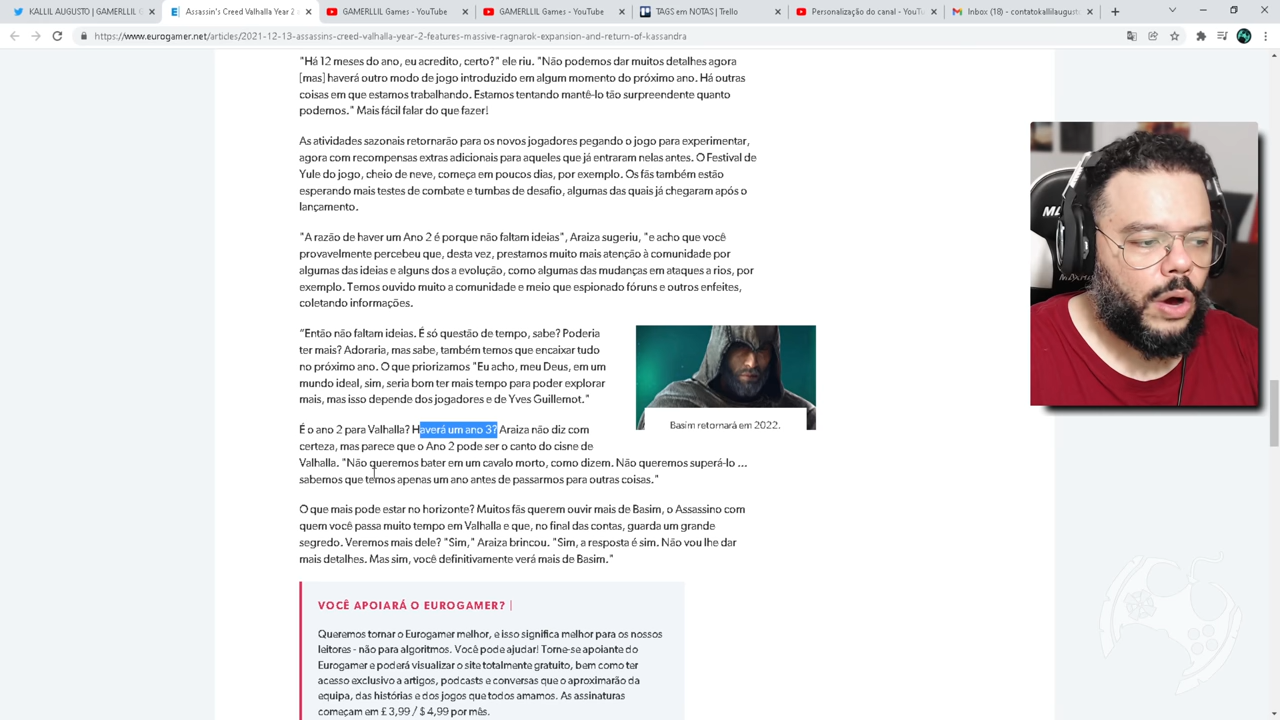 KALLIL AUGUSTO | GAMERLLIL G
Assassin's Creed Valhalla Year 2
GAMERLLIL Games - YouTube
GAMERLLIL Games - YouTube
TAGS em NOTAS | Trello
Personalização do canal - YouTu
Inbox (18) - contatokallilaugusto
https://www.eurogamer.net/articles/2021-12-13-assassins-creed-valhalla-year-2-features-massive-ragnarok-expansion-and-return-of-kassandra
"Há 12 meses do ano, eu acredito, certo?" ele riu. "Não podemos dar muitos detalhes agora
[mas] haverá outro modo de jogo introduzido em algum momento do próximo ano. Há outras
coisas em que estamos trabalhando. Estamos tentando mantê-lo tão surpreendente quanto
podemos." Mais fácil falar do que fazer!
As atividades sazonais retornarão para os novos jogadores pegando o jogo para experimentar,
agora com recompensas extras adicionais para aqueles que já entraram nelas antes. O Festival de
Yule do jogo, cheio de neve, começa em poucos dias, por exemplo. Os fãs também estão
esperando mais testes de combate e tumbas de desafio, algumas das quais já chegaram após o
lançamento.
"A razão de haver um Ano 2 é porque não faltam ideias", Araiza sugeriu, "e acho que você
provavelmente percebeu que, desta vez, prestamos muito mais atenção à comunidade por
algumas das ideias e alguns dos a evolução, como algumas das mudanças em ataques a rios, por
exemplo. Temos ouvido muito a comunidade e meio que espionado fóruns e outros enfeites,
coletando informações.
"Então não faltam ideias. É só questão de tempo, sabe? Poderia
ter mais? Adoraria, mas sabe, também temos que encaixar tudo
no próximo ano. O que priorizamos "Eu acho, meu Deus, em um
mundo ideal, sim, seria bom ter mais tempo para poder explorar
mais, mas isso depende dos jogadores e de Yves Guillemot."
Basim retornará em 2022.
É o ano 2 para Valhalla? Haverá um ano 3? Araiza não diz com
certeza, mas parece que o Ano 2 pode ser o canto do cisne de
Valhalla. "Não queremos bater em um cavalo morto, como dizem. Não queremos superá-lo ...
sabemos que temos apenas um ano antes de passarmos para outras coisas."
O que mais pode estar no horizonte? Muitos fãs querem ouvir mais de Basim, o Assassino com
quem você passa muito tempo em Valhalla e que, no final das contas, guarda um grande
segredo. Veremos mais dele? "Sim," Araiza brincou. "Sim, a resposta é sim. Não vou lhe dar
mais detalhes. Mas sim, você definitivamente verá mais de Basim."
VOCÊ APOIARÁ O EUROGAMER? |
Queremos tornar o Eurogamer melhor, e isso significa melhor para os nossos
leitores - não para algoritmos. Você pode ajudar! Torne-se apoiante do
Eurogamer e poderá visualizar o site totalmente gratuito, bem como ter
acesso exclusivo a artigos, podcasts e conversas que o aproximarão da
equipa, das histórias e dos jogos que todos amamos. As assinaturas
começam em £ 3,99 / $ 4,99 por mês.